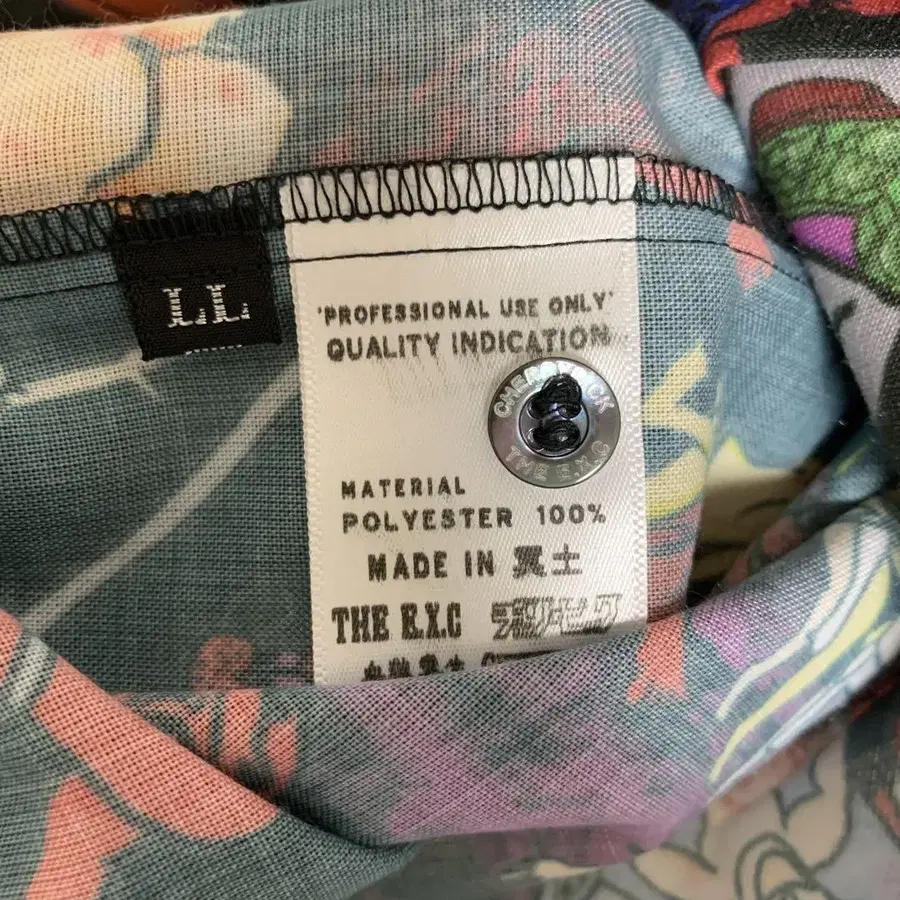 LL
'PROFESSIONAL USE ONLY'
QUALITY INDICATION
THE E.X.C
MATERIAL
POLYESTER 100%
MADE IN 冥土
THE E.X.C